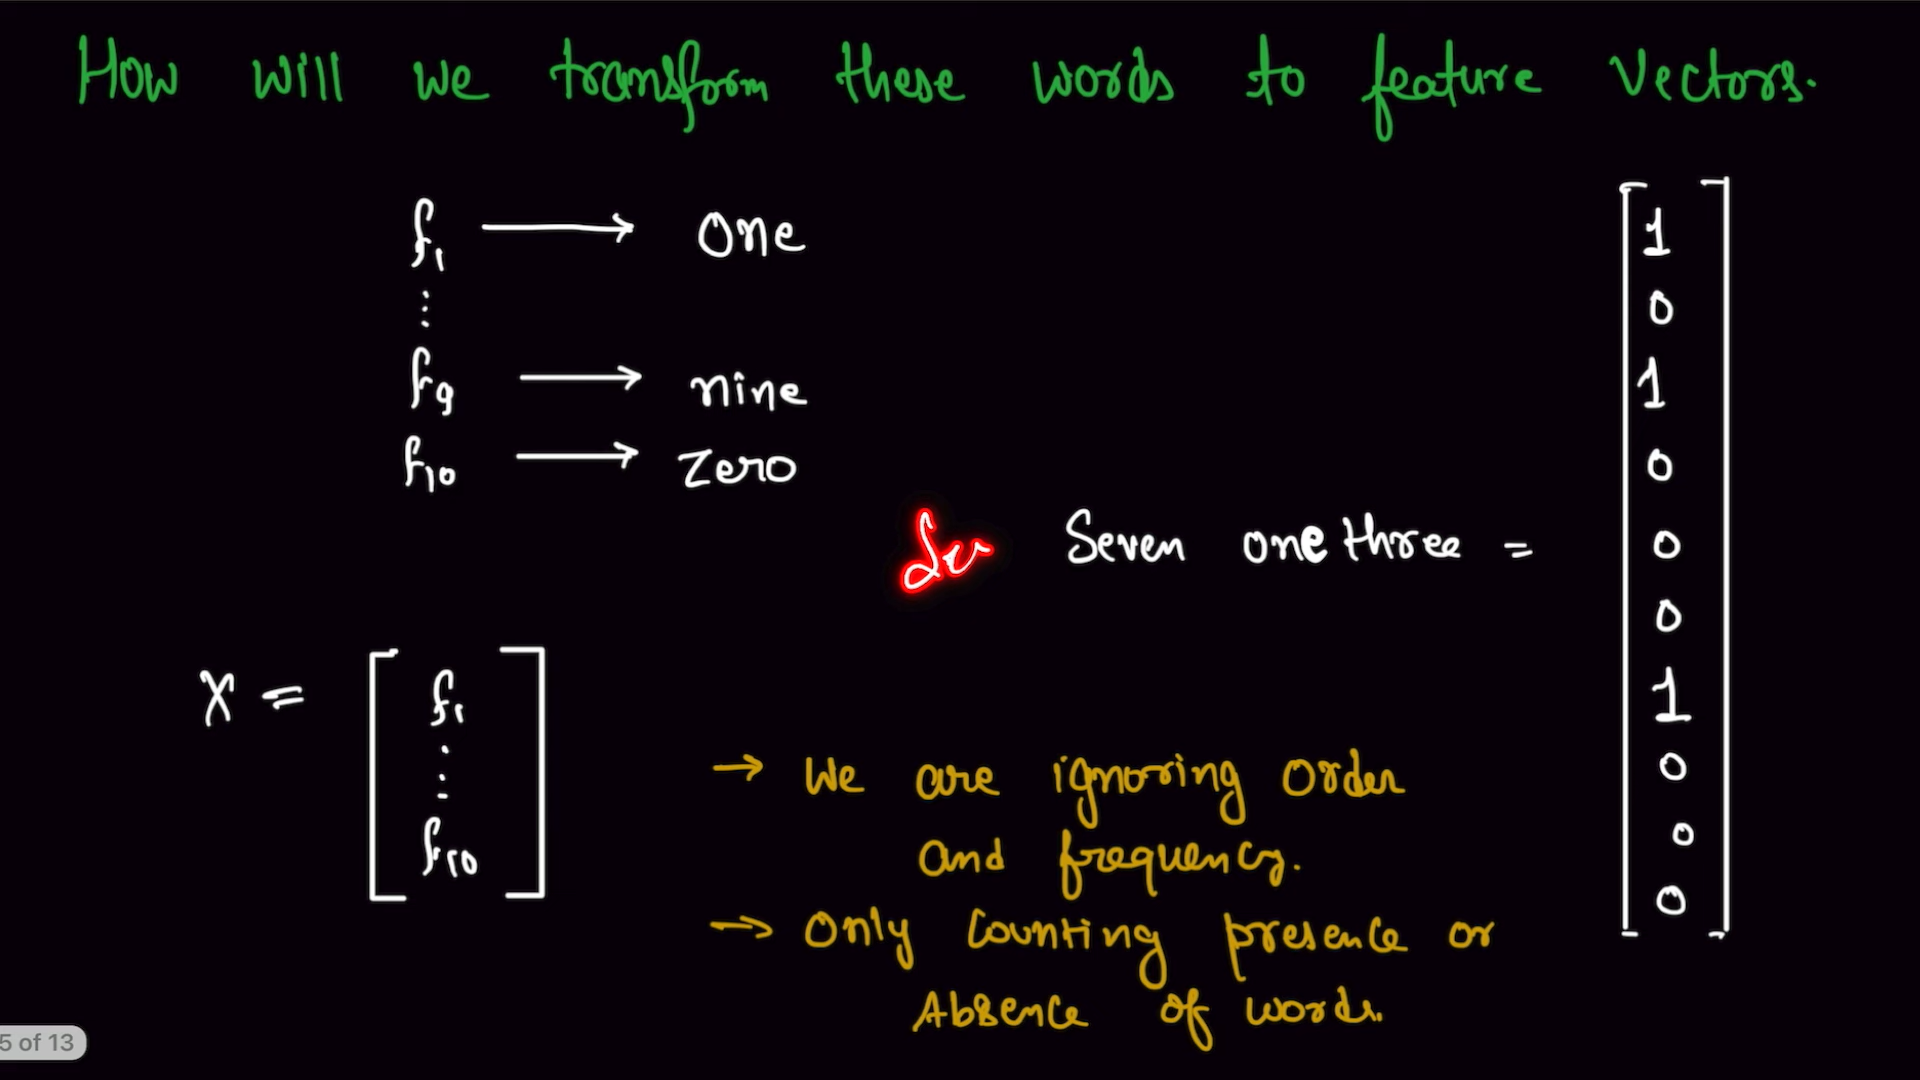 How will we transform these words to feature vectors.
f₁ → one
⋮
f₉ → nine
f₁₀ → zero
Seven one three = [1 0 1 0 0 0 1 0 0 0]
X = [f₁ ⋮ f₁₀]
→ We are ignoring order
and frequency.
→ Only counting presence or
Absence of words.
5 of 13